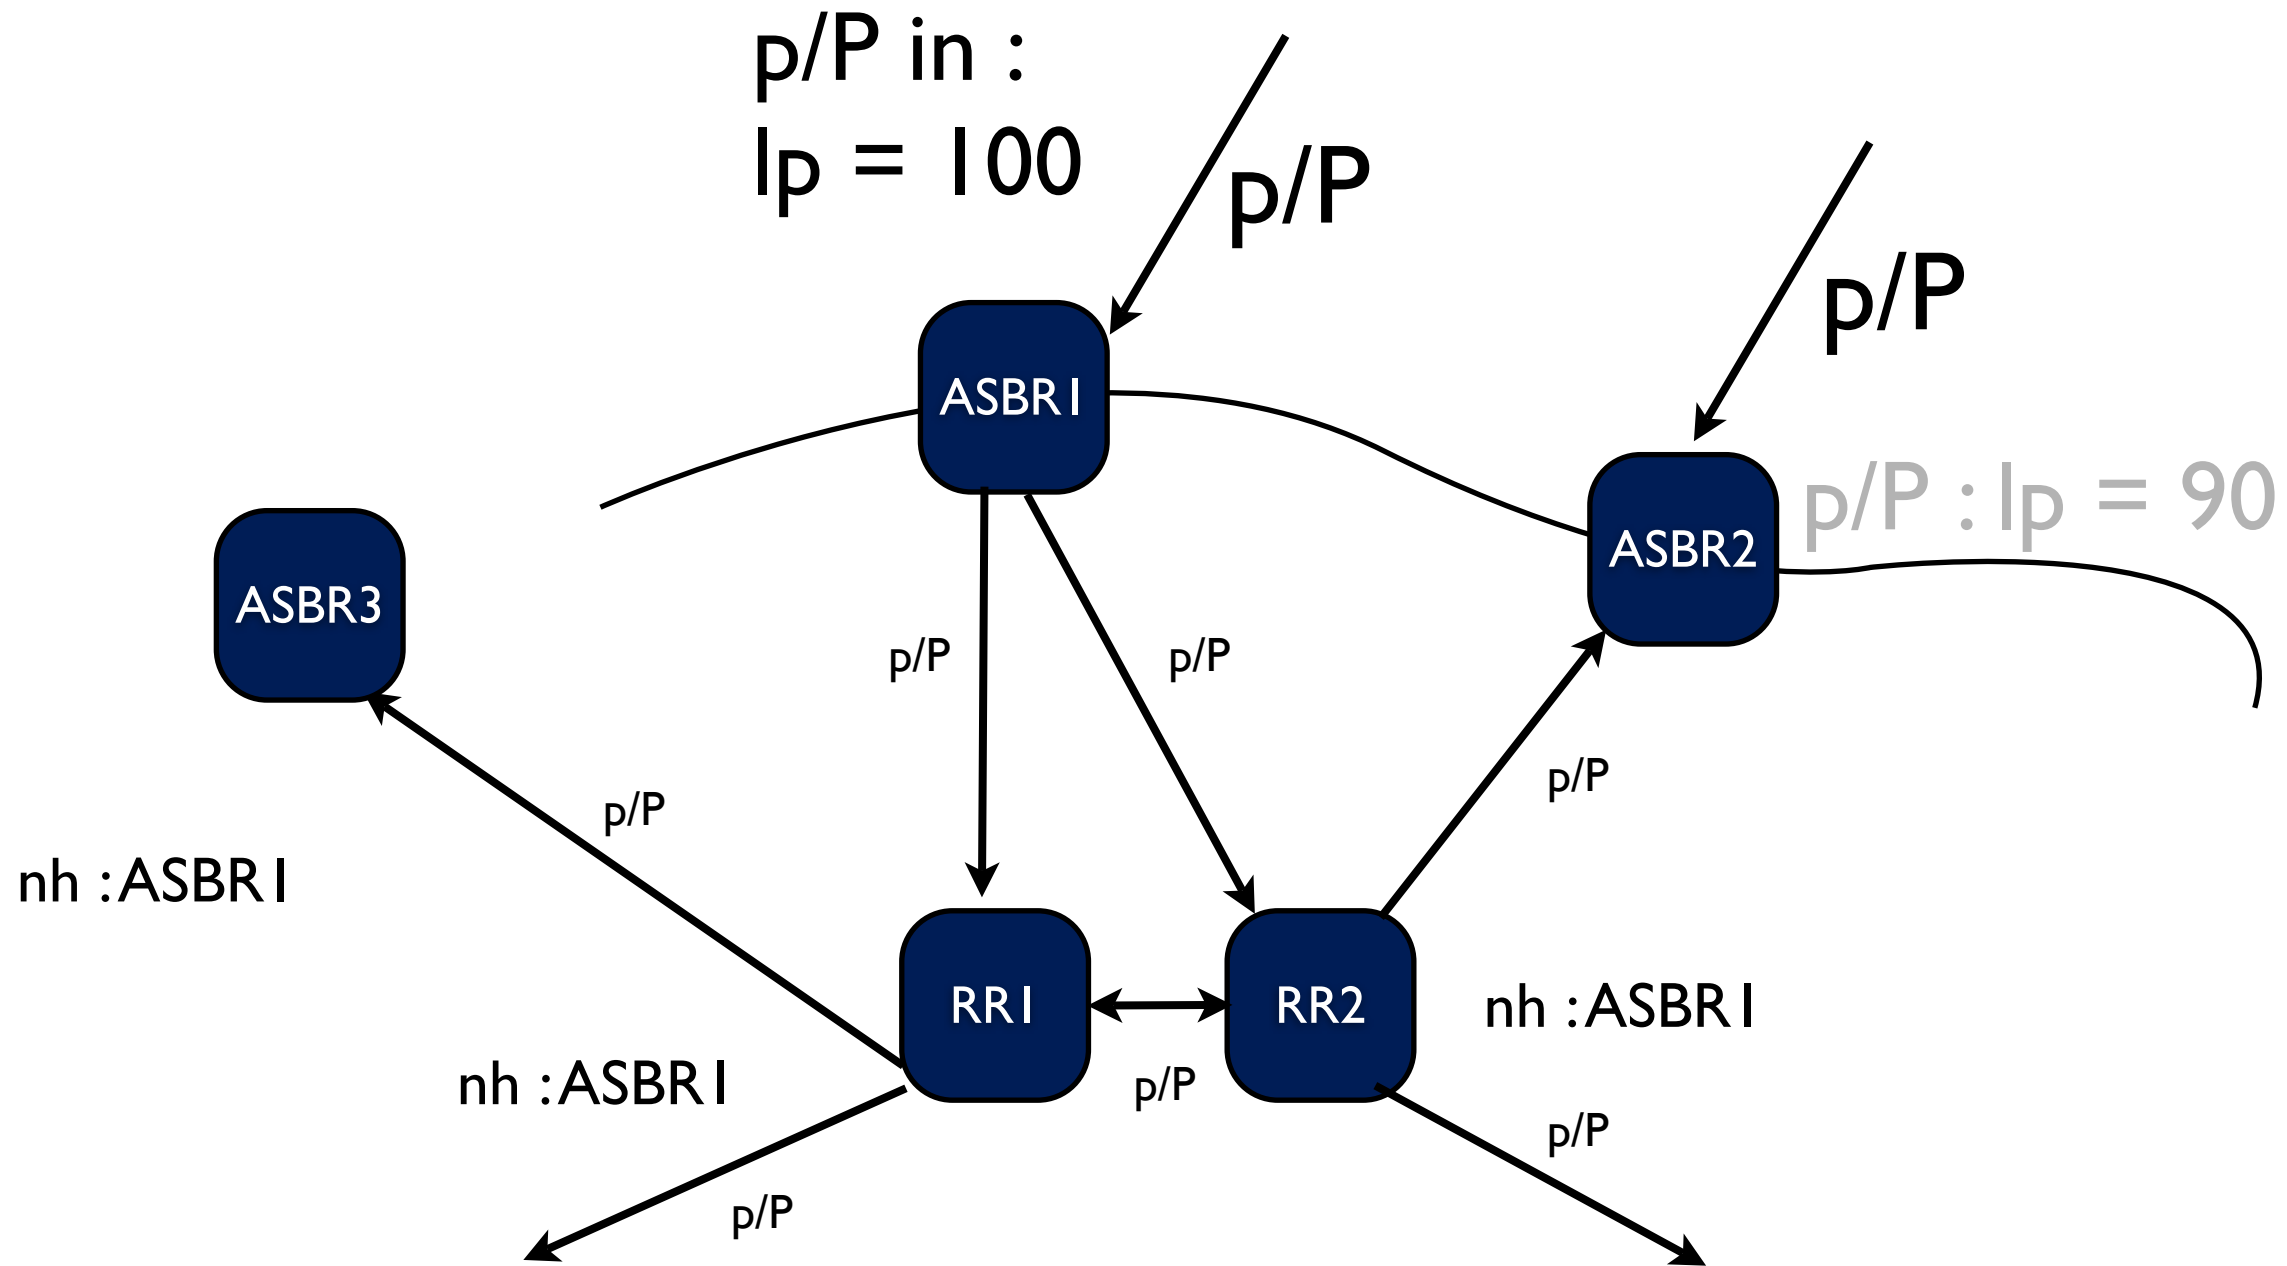 p/P in :
lp = 100
p/P
p/P
ASBR1
p/P : lp = 90
ASBR2
ASBR3
p/P
p/P
p/P
p/P
nh : ASBR1
RR1
RR2
nh : ASBR1
nh : ASBR1
p/P
p/P
p/P